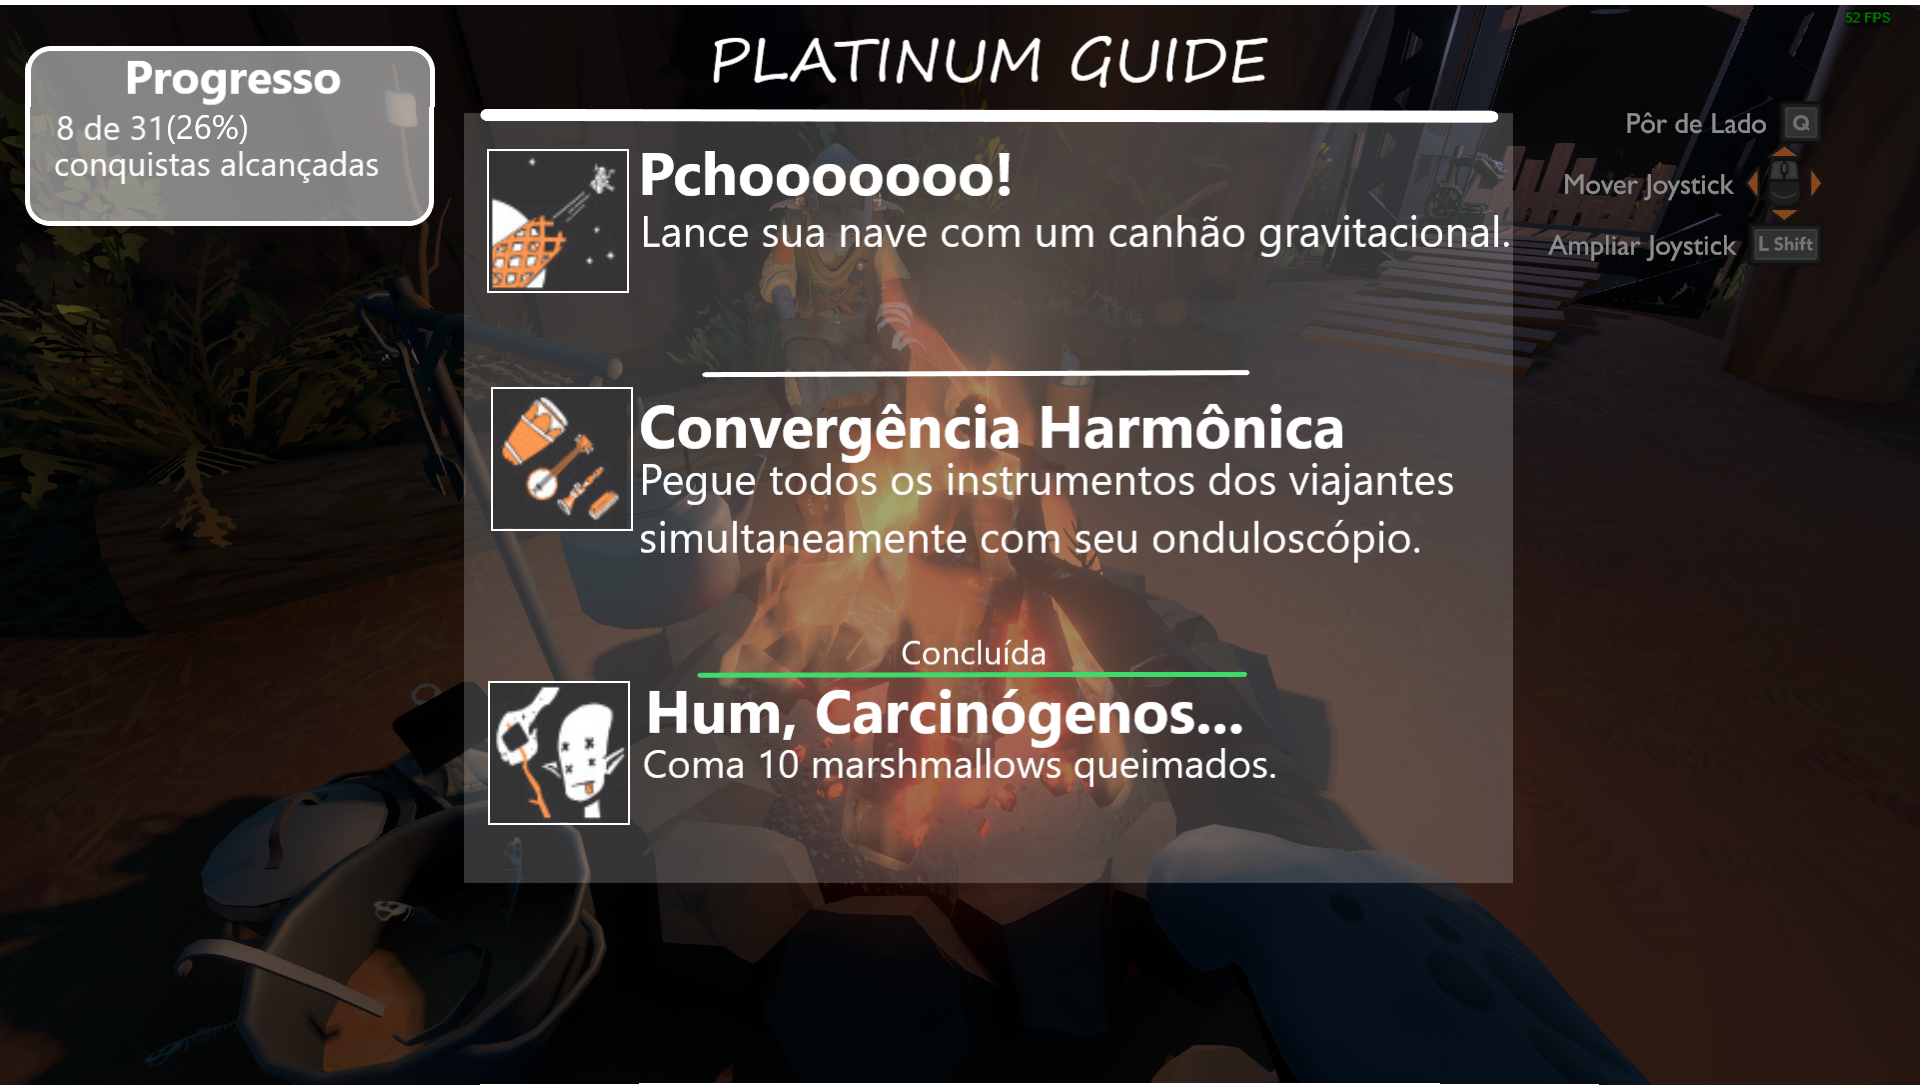 PLATINUM GUIDE
52 FPS
Progresso
8 de 31(26%)
conquistas alcançadas
Pôr de Lado Q
Mover Joystick
Ampliar Joystick L Shift
Pchooooooo!
Lance sua nave com um canhão gravitacional.
Convergência Harmônica
Pegue todos os instrumentos dos viajantes
simultaneamente com seu onduloscópio.
Concluída
Hum, Carcinógenos...
Coma 10 marshmallows queimados.